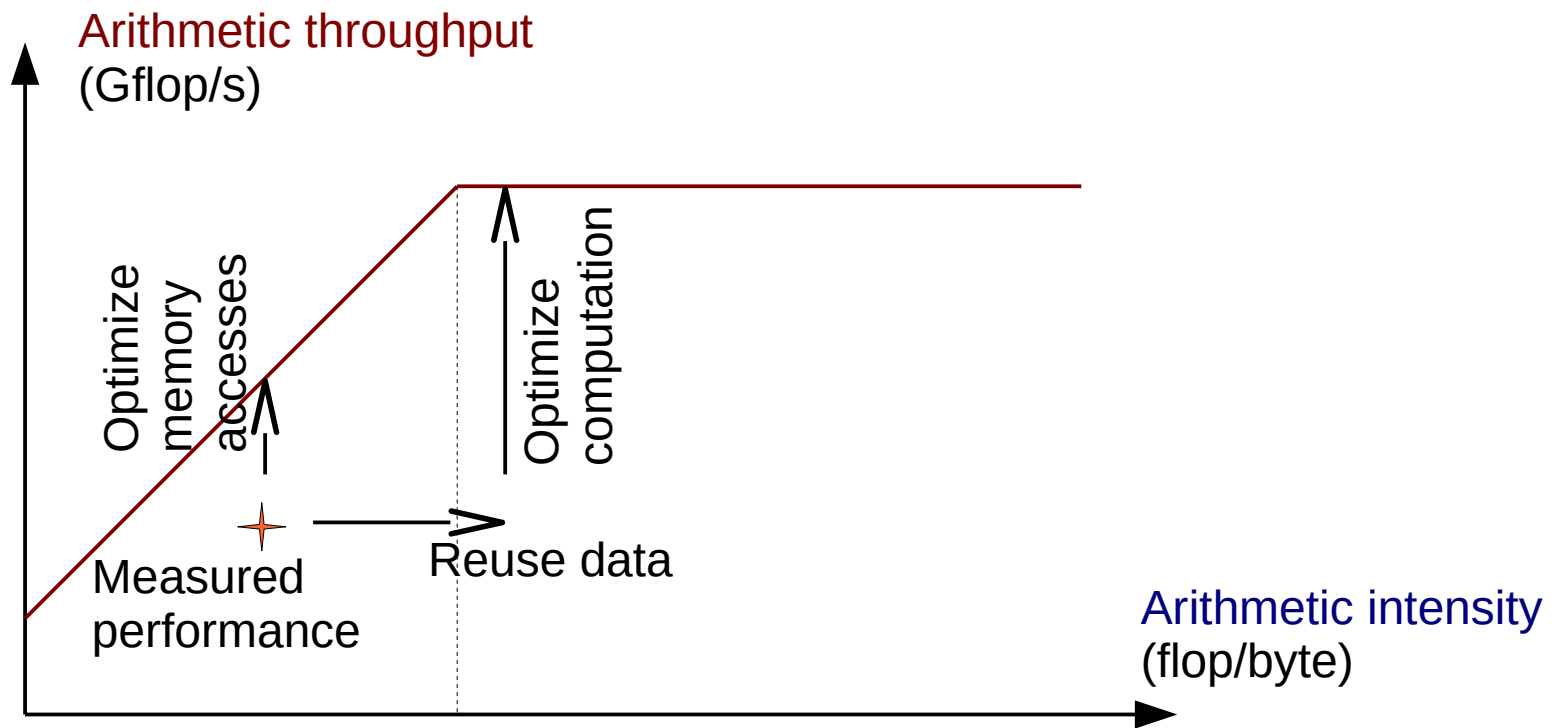 Arithmetic throughput
(Gflop/s)
Optimize
memory
accesses
Optimize
computation
Measured
performance
Reuse data
Arithmetic intensity
(flop/byte)